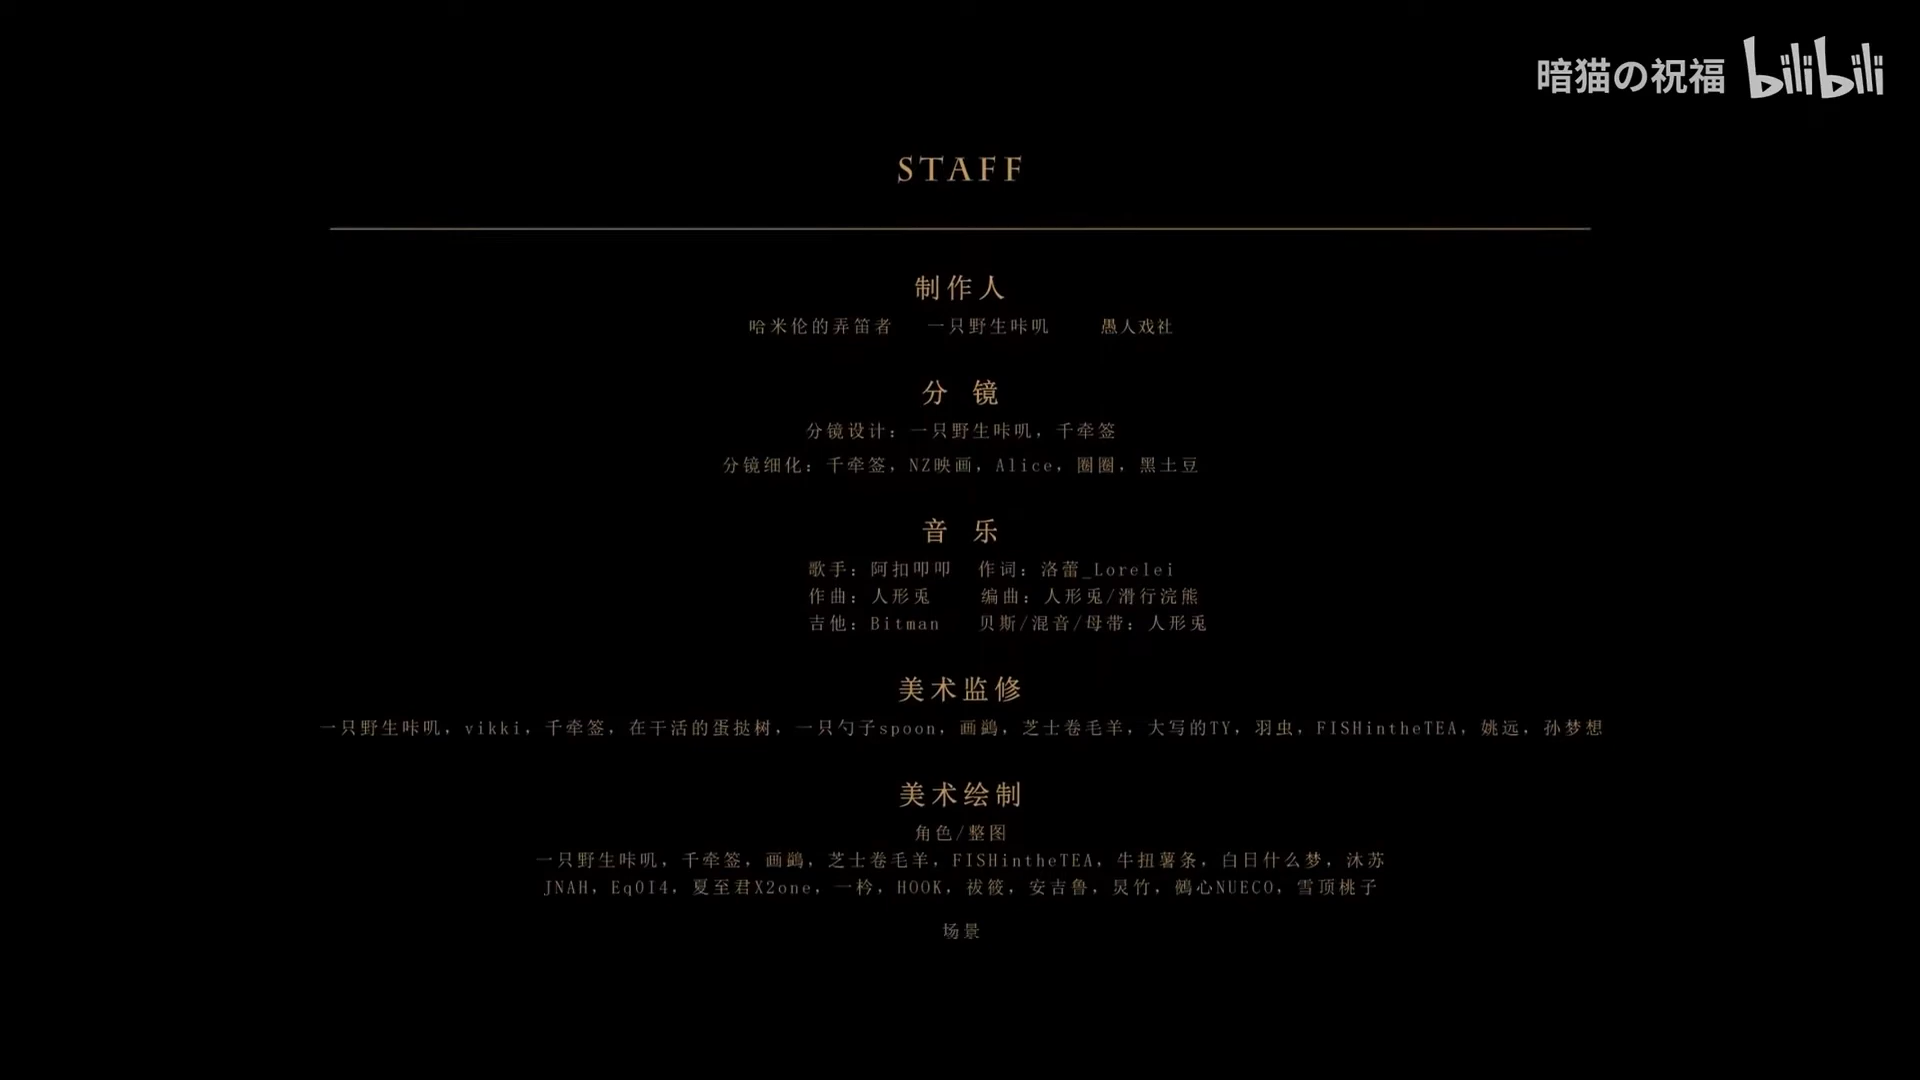 暗猫の祝福 bilibili
STAFF
制作人
哈米伦的弄笛者 一只野生咔叽 愚人戏社
分 镜
分镜设计：一只野生咔叽，千牵签
分镜细化：千牵签，NZ映画，Alice，圈圈，黑土豆
音 乐
歌手：阿扣叩叩 作词：洛蕾_Lorelei
作曲：人形兎 编曲：人形兎/滑行浣熊
吉他：Bitman 贝斯/混音/母带：人形兎
美术监修
一只野生咔叽，vikki，千牵签，在干活的蛋挞树，一只勺子spoon，画鹢，芝士卷毛羊，大写的TY，羽虫，FISHintheTEA，姚远，孙梦想
美术绘制
角色/整图
一只野生咔叽，千牵签，画鹢，芝士卷毛羊，FISHintheTEA，牛扭薯条，白日什么梦，沐苏
JNAH，Eq0I4，夏至君X2one，一柃，HOOK，祓筱，安吉鲁，炅竹，鹇心NUECO，雪顶桃子
场景